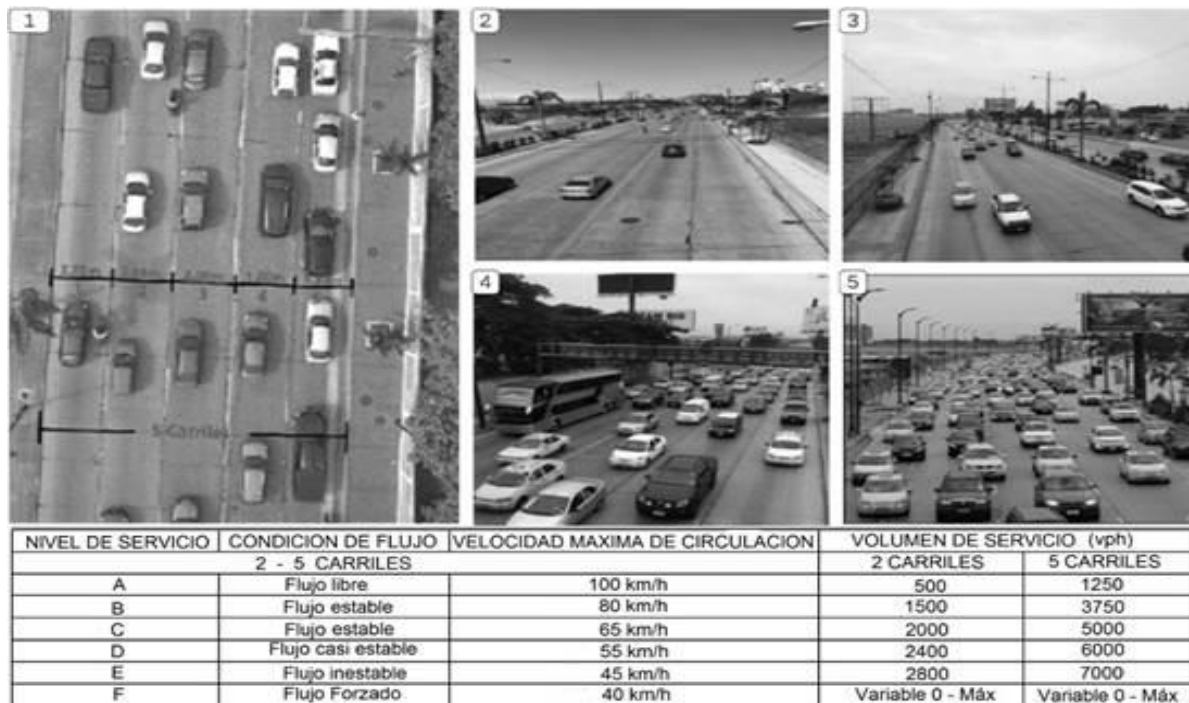 1
2
3
4
5
3
4
5 Carriles
NIVEL DE SERVICIO CONDICION DE FLUJO VELOCIDAD MAXIMA DE CIRCULACION VOLUMEN DE SERVICIO (vph)
2 - 5 CARRILES 2 CARRILES 5 CARRILES
A Flujo libre 100 km/h 500 1250
B Flujo estable 80 km/h 1500 3750
C Flujo estable 65 km/h 2000 5000
D Flujo casi estable 55 km/h 2400 6000
E Flujo inestable 45 km/h 2800 7000
F Flujo Forzado 40 km/h Variable 0 - Máx Variable 0 - Máx